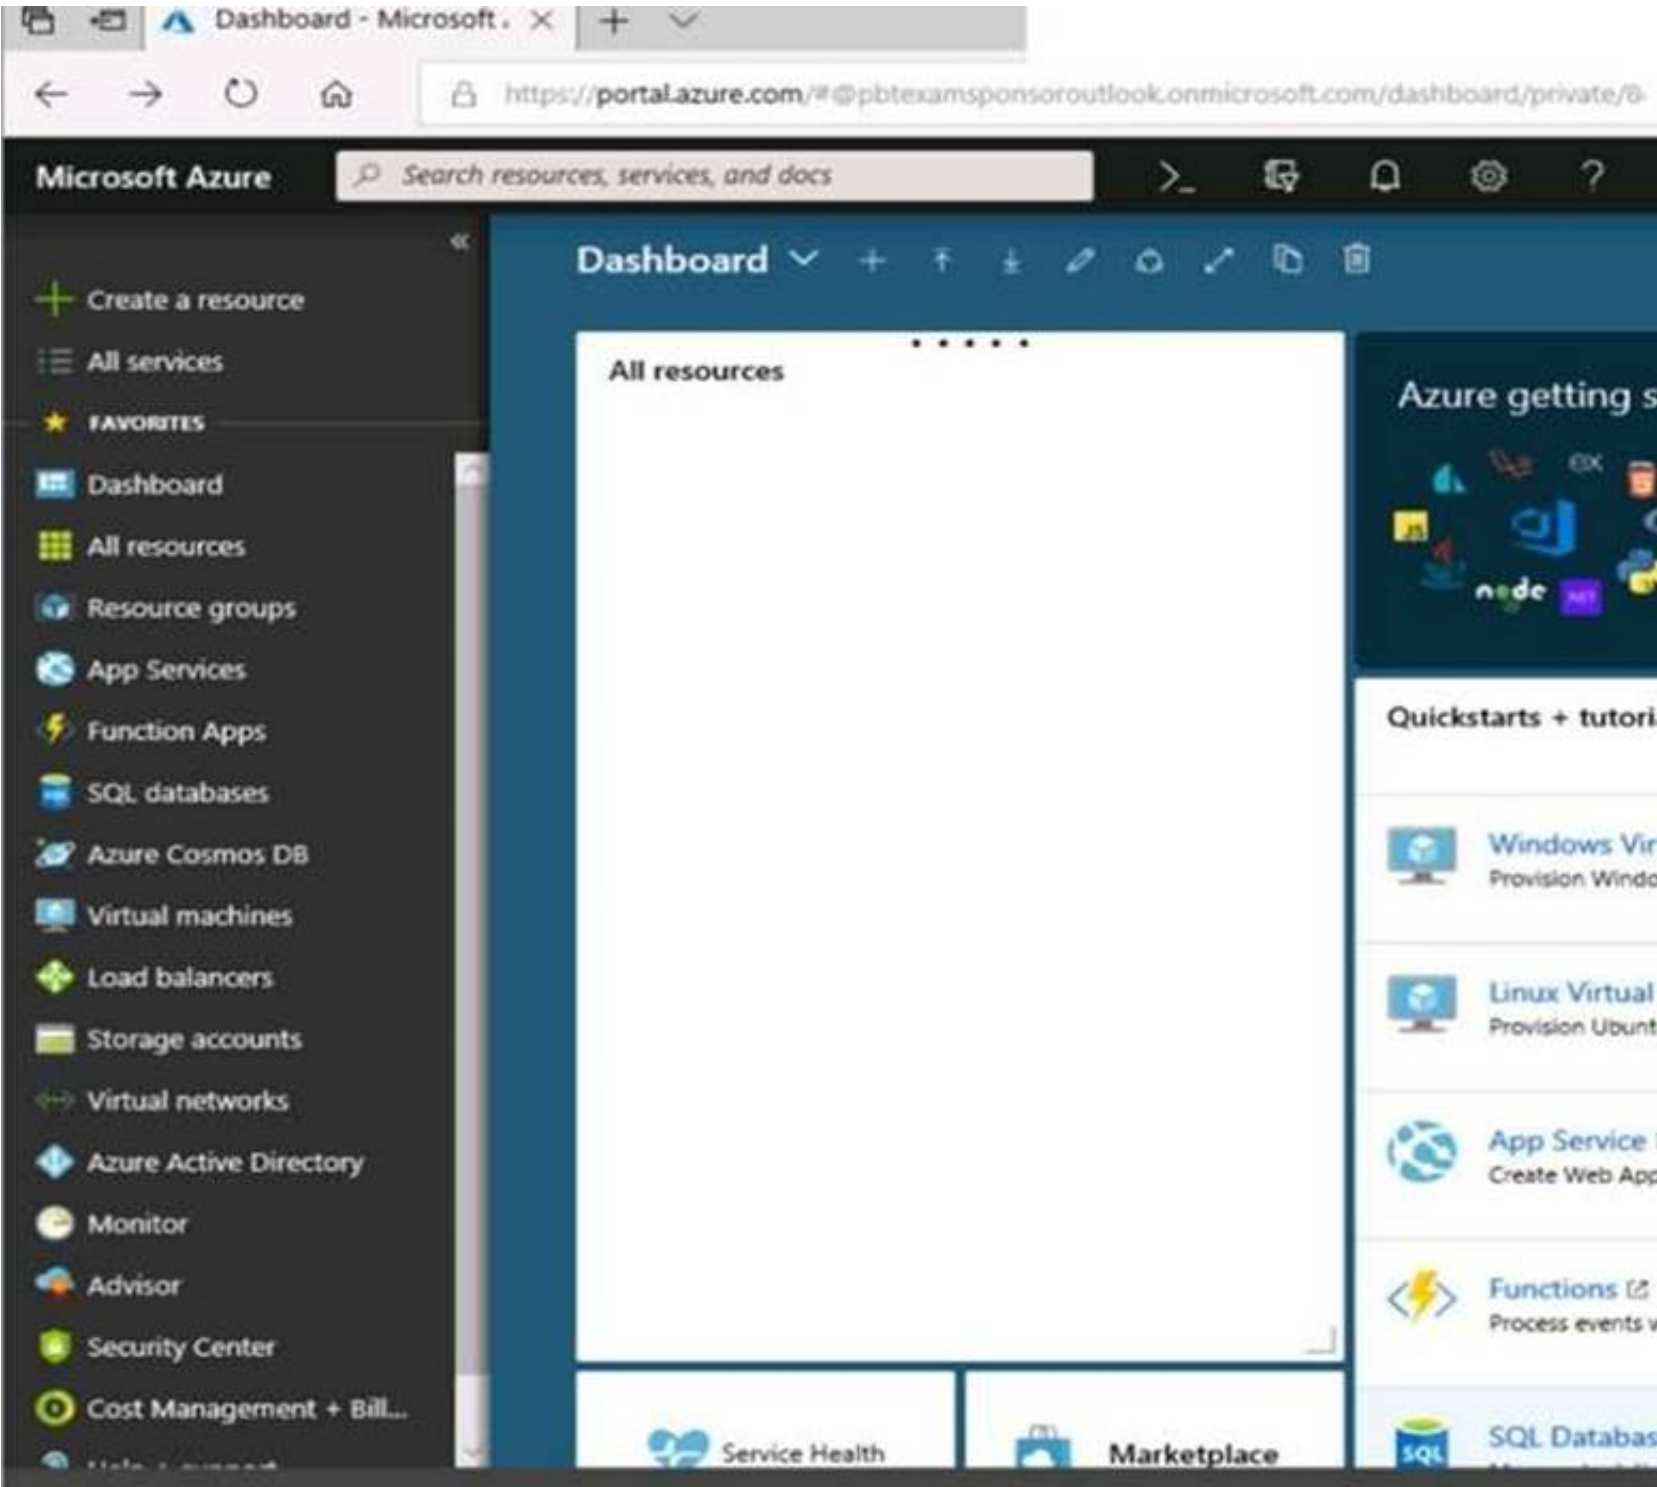 Dashboard - Microsoft .
https://portal.azure.com/#@pbtexamsponsoroutlook.onmicrosoft.com/dashboard/private/
Microsoft Azure
Search resources, services, and docs
Create a resource
All services
FAVORITES
Dashboard
All resources
Resource groups
App Services
Function Apps
SQL databases
Azure Cosmos DB
Virtual machines
Load balancers
Storage accounts
Virtual networks
Azure Active Directory
Monitor
Advisor
Security Center
Cost Management + Bill...
Help + support
Dashboard
All resources
Service Health
Marketplace
Azure getting s
JS
node
.NET
Quickstarts + tutori
Windows Vir
Provision Windo
Linux Virtual
Provision Ubunt
App Service
Create Web App
Functions
Process events
SQL
SQL Databas